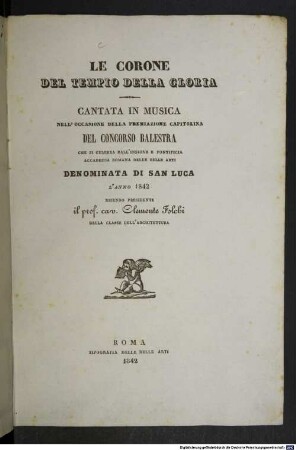 LE CORONE
DEL TEMPIO DELLA GLORIA
CANTATA IN MUSICA
NELL'OCCASIONE DELLA PREMIAZIONE CAPITOLINA
DEL CONCORSO BALESTRA
CHE SI CELEBRA DALL'INSIGNE E PONTIFICIA
ACCADEMIA ROMANA DELLE BELLE ARTI
DENOMINATA DI SAN LUCA
L'ANNO 1842
ESSENDO PRESIDENTE
il prof. cav. Clemente Folchi
NELLA CLASSE DELL'ARCHITETTURA
ROMA
TIPOGRAFIA DELLE BELLE ARTI
1842